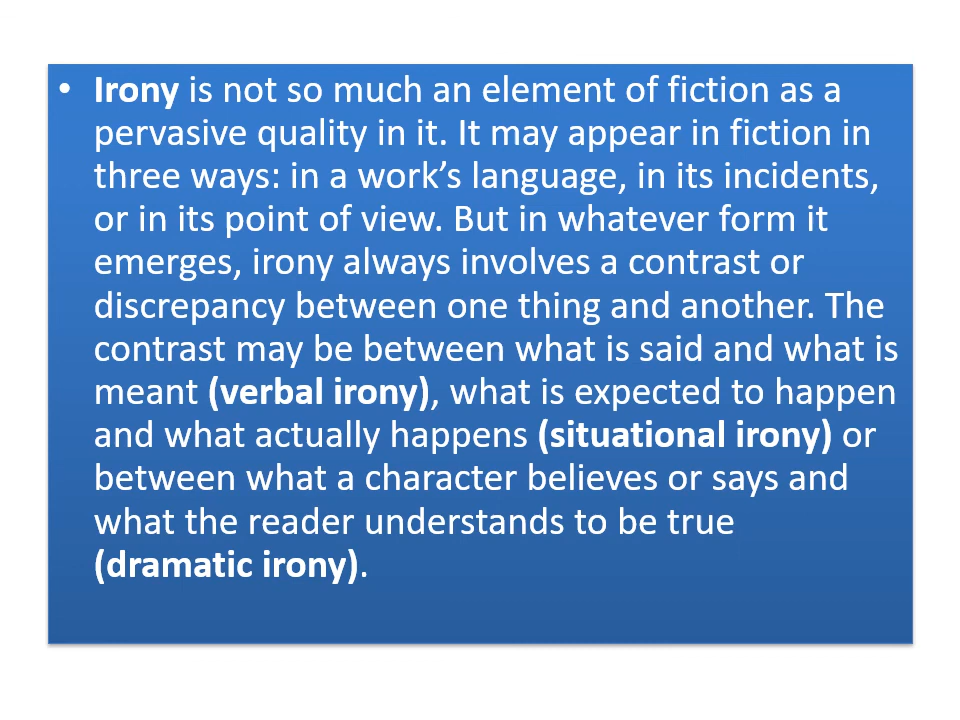 • Irony is not so much an element of fiction as a
pervasive quality in it. It may appear in fiction in
three ways: in a work’s language, in its incidents,
or in its point of view. But in whatever form it
emerges, irony always involves a contrast or
discrepancy between one thing and another. The
contrast may be between what is said and what is
meant (verbal irony), what is expected to happen
and what actually happens (situational irony) or
between what a character believes or says and
what the reader understands to be true
(dramatic irony).